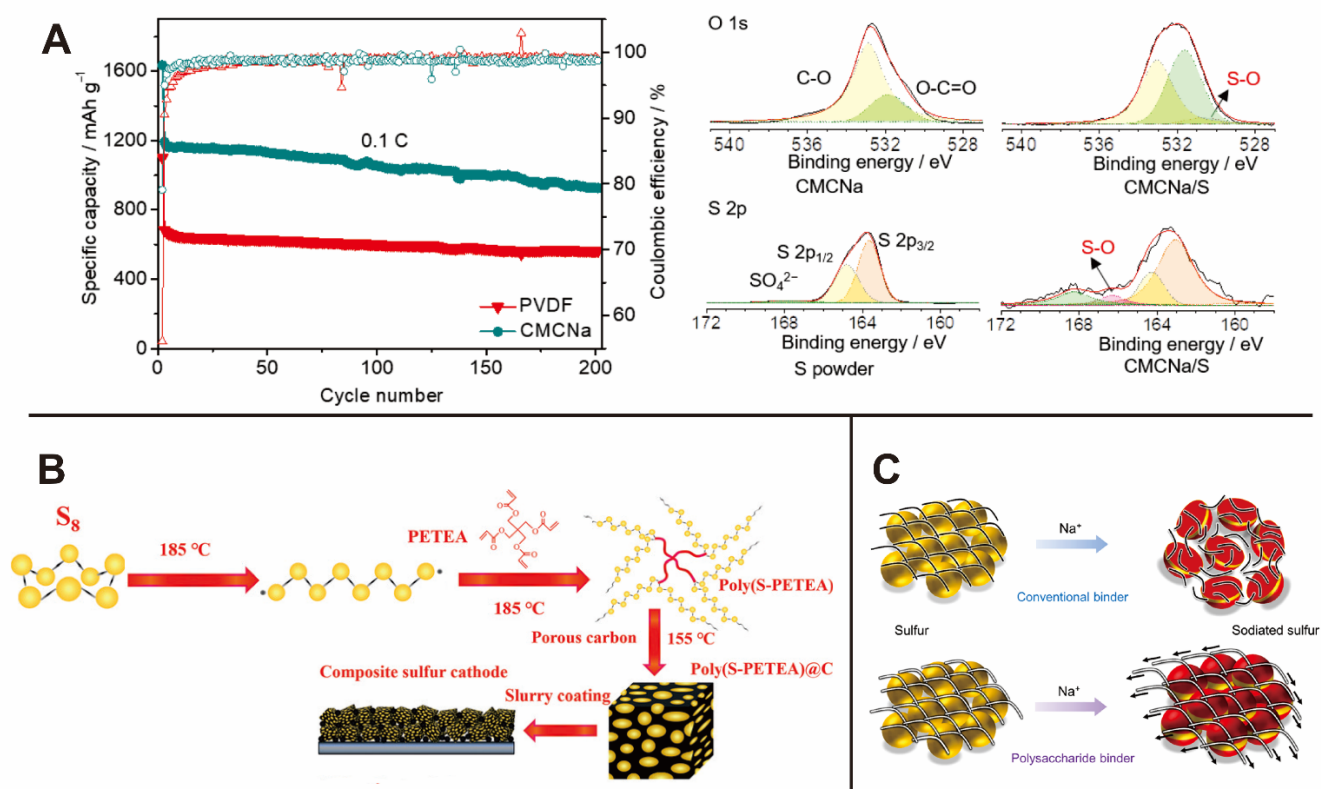 A
Specific capacity / mAh g⁻¹
1600
1200
800
400
0
0.1 C
PVDF
CMCNa
0
50
100
150
200
Cycle number
100
90
80
70
60
Coulombic efficiency / %
O 1s
C-O
O-C=O
540
536
532
528
Binding energy / eV
CMCNa
S-O
540
536
532
528
Binding energy / eV
CMCNa/S
S 2p
SO₄²⁻
S 2p₁/₂
S 2p₃/₂
172
168
164
160
Binding energy / eV
S powder
S-O
172
168
164
160
Binding energy / eV
CMCNa/S
B
S₈
185 °C
PETEA
185 °C
Poly(S-PETEA)
Porous carbon
155 °C
Poly(S-PETEA)@C
Composite sulfur cathode
Slurry coating
C
Na⁺
Conventional binder
Sulfur
Sodiated sulfur
Na⁺
Polysaccharide binder